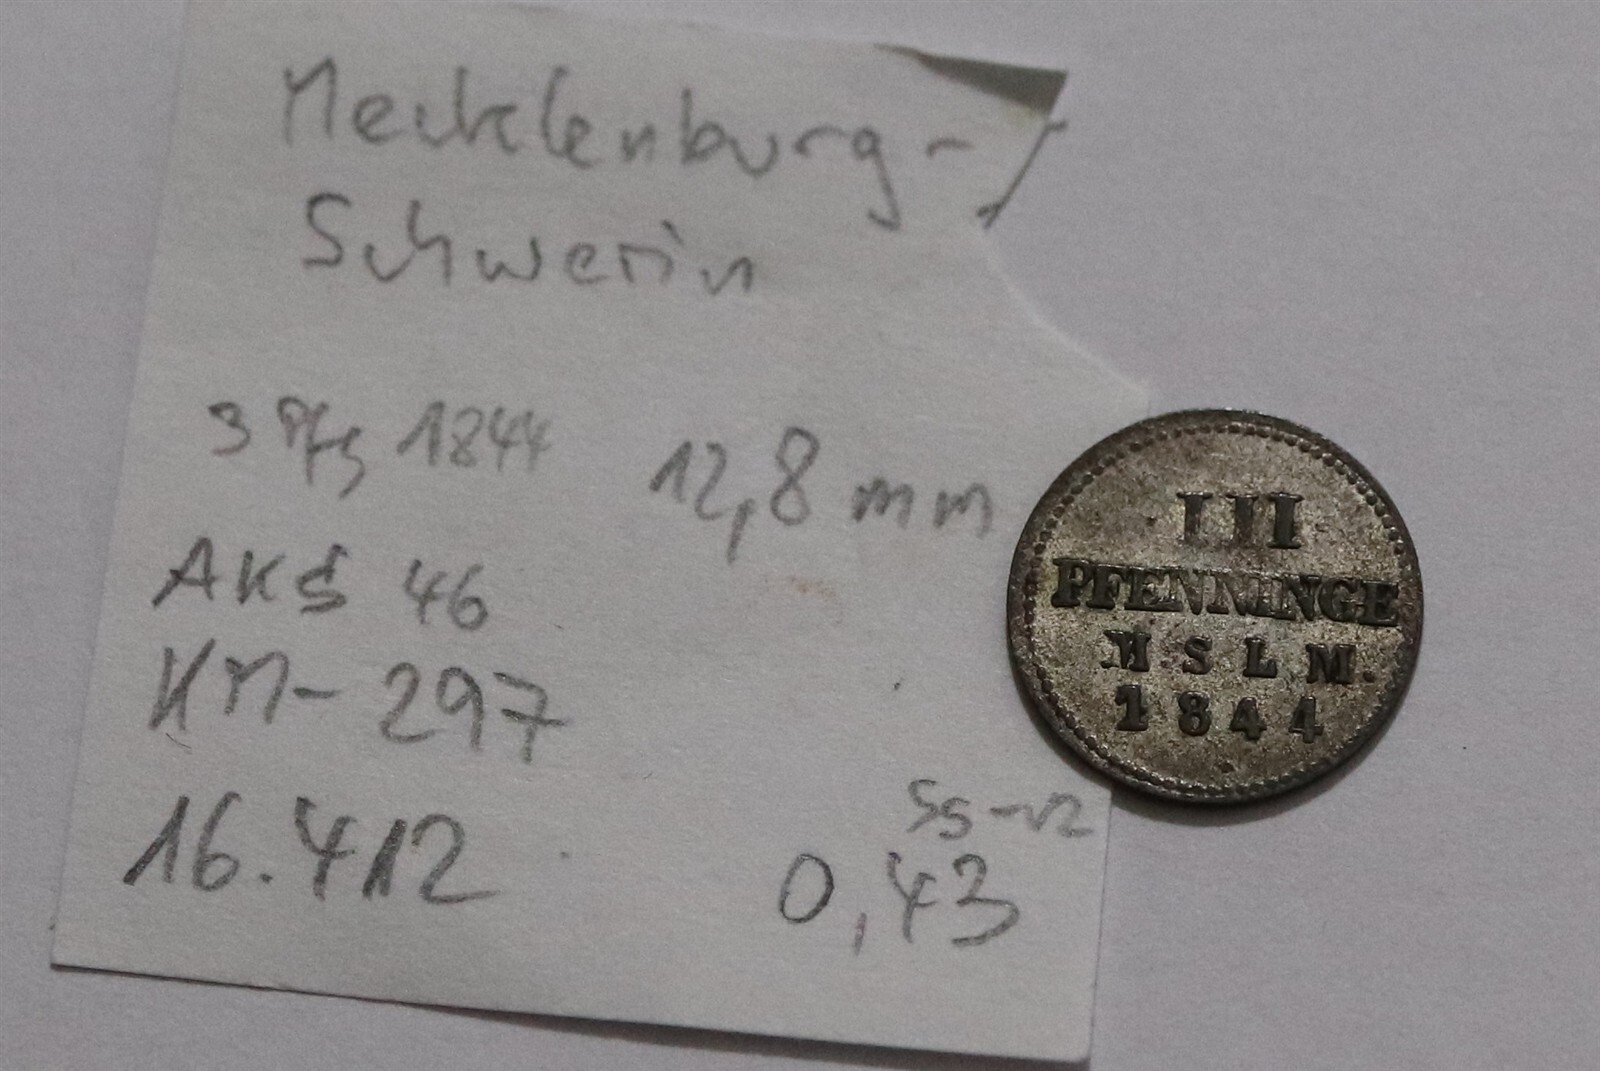 Mecklenburg-
Schwerin
3 Pfg 1844
12,8 mm
AKS 46
KM-297
16.412
ss-vz
0,43
III
PFENNINGE
M S L M.
1844